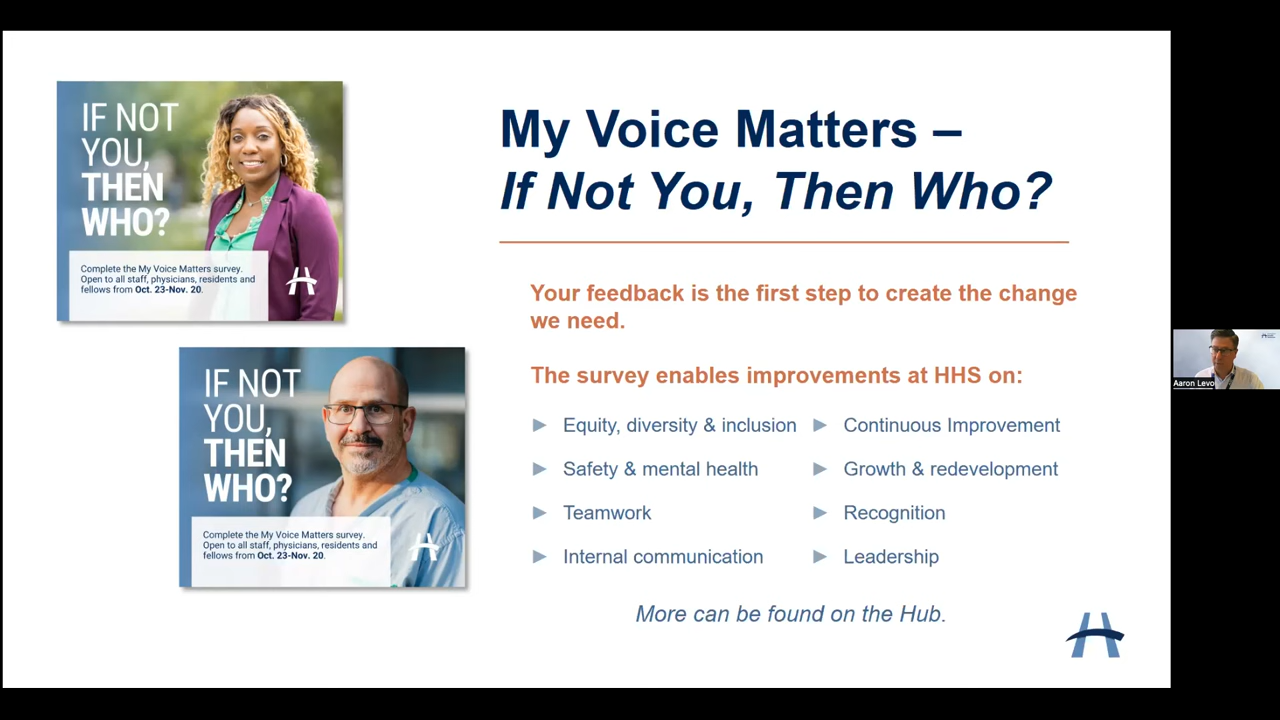 IF NOT
YOU,
THEN
WHO?
Complete the My Voice Matters survey.
Open to all staff, physicians, residents and
fellows from Oct. 23-Nov. 20.
IF NOT
YOU,
THEN
WHO?
Complete the My Voice Matters survey.
Open to all staff, physicians, residents and
fellows from Oct. 23-Nov. 20.
My Voice Matters –
If Not You, Then Who?
Your feedback is the first step to create the change
we need.
The survey enables improvements at HHS on:
Equity, diversity & inclusion
Safety & mental health
Teamwork
Internal communication
Continuous Improvement
Growth & redevelopment
Recognition
Leadership
More can be found on the Hub.
Aaron Levo